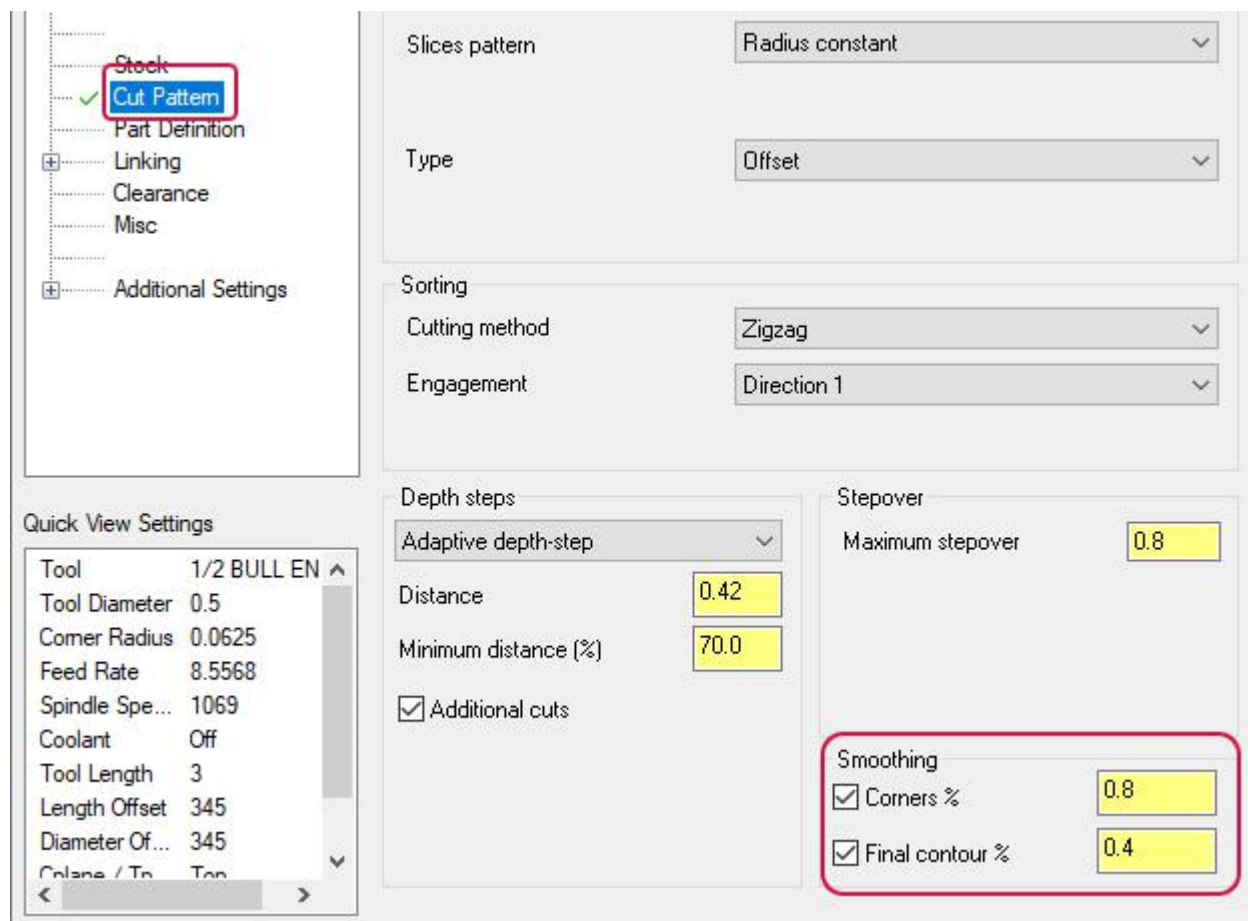 Stock
Cut Pattern
Part Definition
Linking
Clearance
Misc
Additional Settings
Quick View Settings
Tool 1/2 BULL EN
Tool Diameter 0.5
Corner Radius 0.0625
Feed Rate 8.5568
Spindle Spe... 1069
Coolant Off
Tool Length 3
Length Offset 345
Diameter Of... 345
Cplane / Tp Top
Slices pattern Radius constant
Type Offset
Sorting
Cutting method Zigzag
Engagement Direction 1
Depth steps
Adaptive depth-step
Distance 0.42
Minimum distance (%) 70.0
Additional cuts
Stepover
Maximum stepover 0.8
Smoothing
Corners % 0.8
Final contour % 0.4